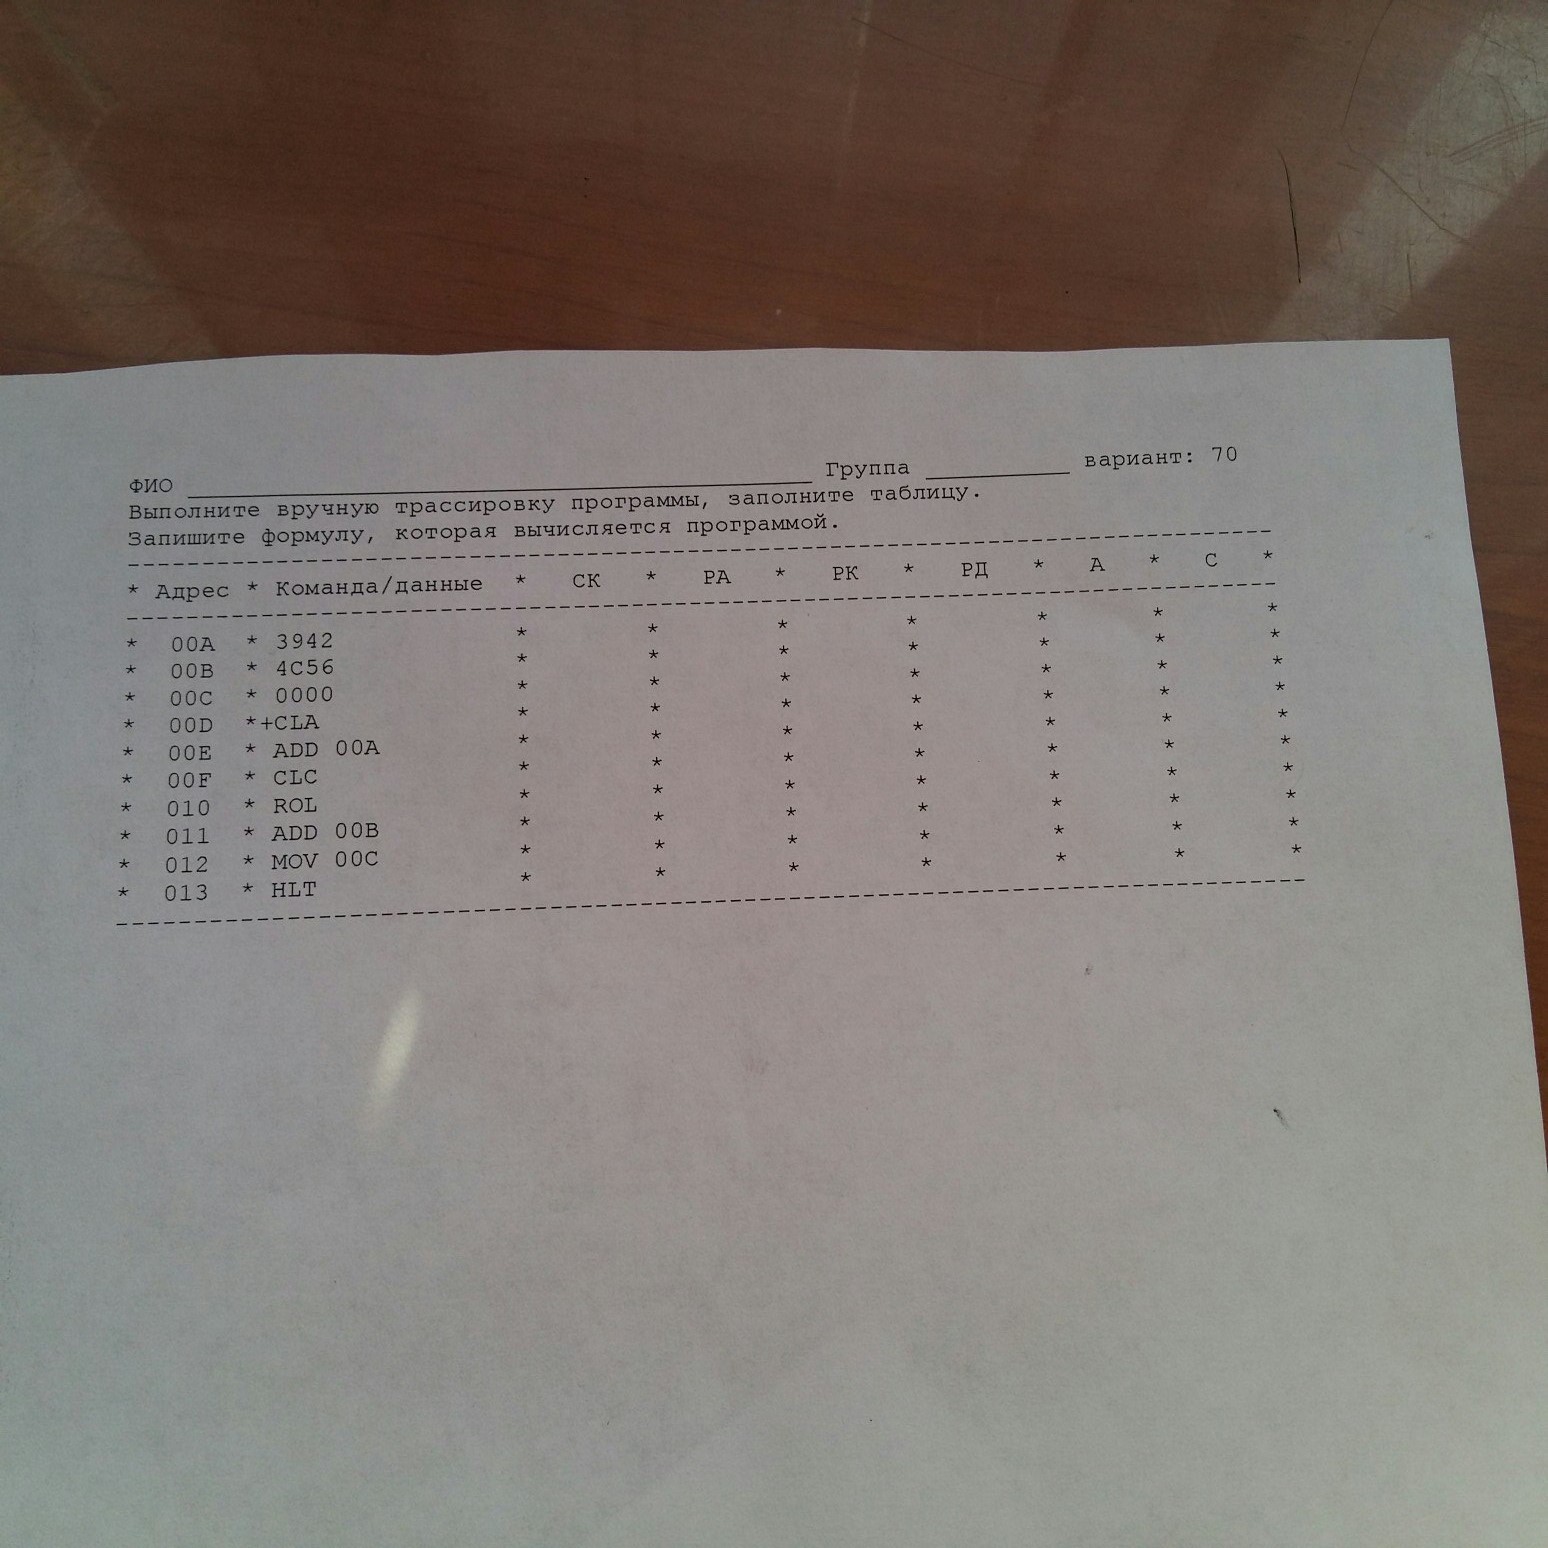 ФИО ____________________ Группа __________ вариант: 70
Выполните вручную трассировку программы, заполните таблицу.
Запишите формулу, которая вычисляется программой.
* Адрес * Команда/данные * СК * РА * РК * РД * А * С *
* 00A * 3942 * * * * * * *
* 00B * 4C56 * * * * * * *
* 00C * 0000 * * * * * * *
* 00D *+CLA * * * * * * *
* 00E * ADD 00A * * * * * * *
* 00F * CLC * * * * * * *
* 010 * ROL * * * * * * *
* 011 * ADD 00B * * * * * * *
* 012 * MOV 00C * * * * * * *
* 013 * HLT * * * * * * *